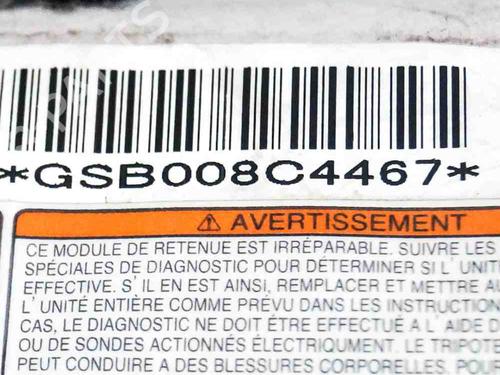 *GSB008C4467*
⚠ AVERTISSEMENT
CE MODULE DE RETENUE EST IRRÉPARABLE. SUIVRE LES
SPÉCIALES DE DIAGNOSTIC POUR DÉTERMINER SI L'UNITÉ
EFFECTIVE. S'IL EN EST AINSI, REMPLACER ET METTRE AU
L'UNITÉ ENTIÈRE COMME PRÉVU DANS LES INSTRUCTION
CAS, LE DIAGNOSTIC NE DOIT ÊTRE EFFECTUÉ À L'AIDE D
OU DE SONDES ACTIONNÉS ÉLECTRIQUMENT. LE TRIPOTE
PEUT CONDUIRE À DES BLESSURES CORPORELLES. POU